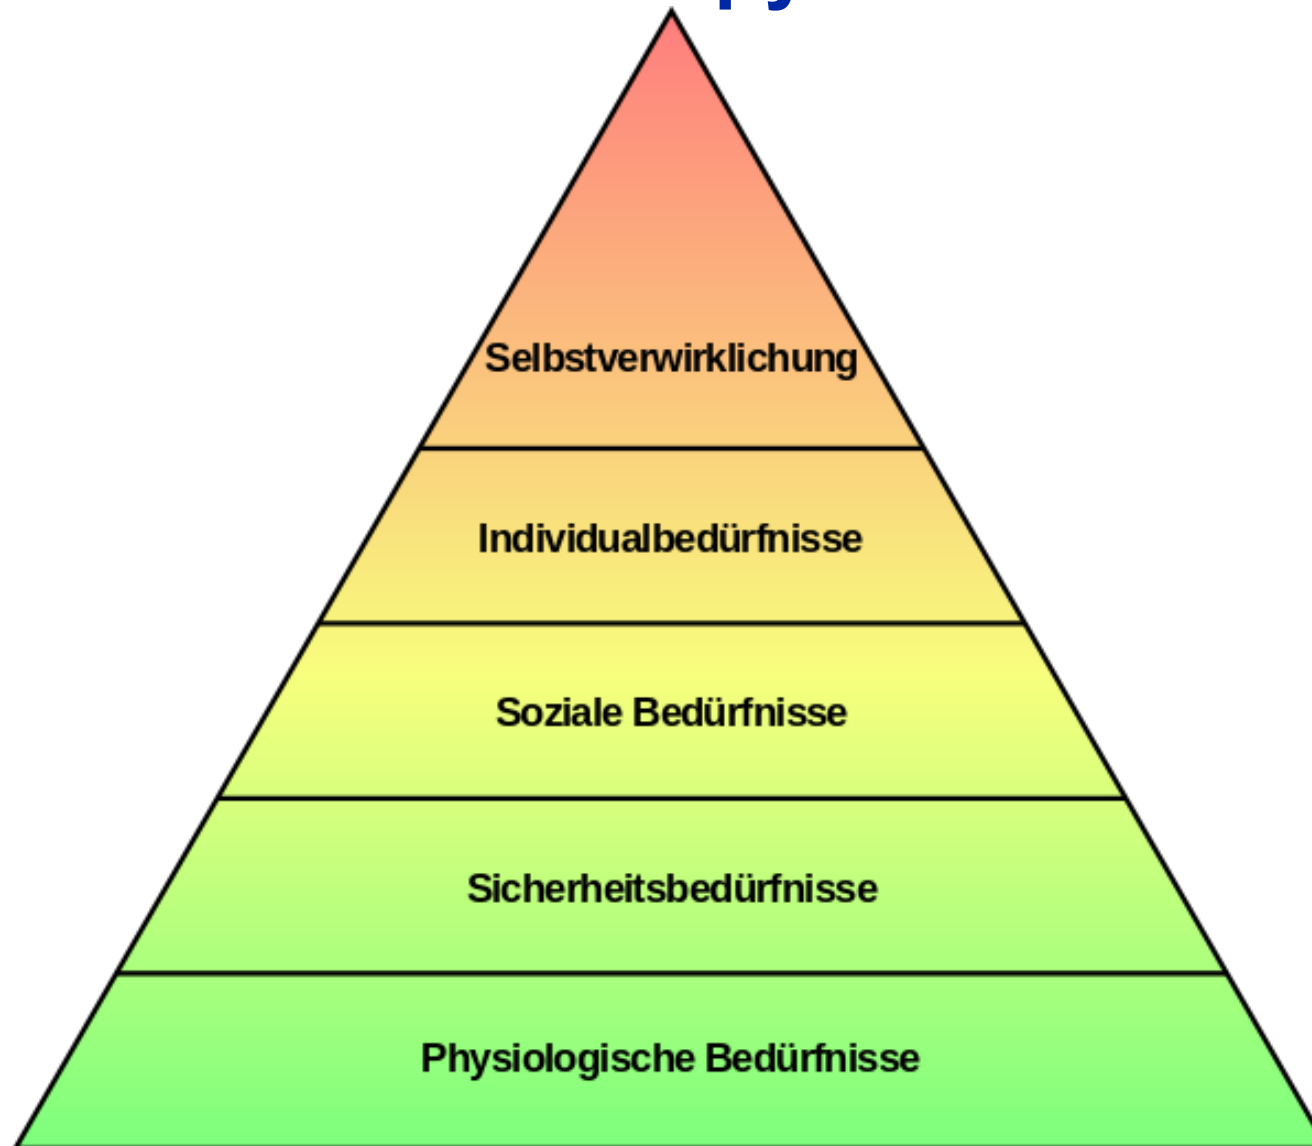 Selbstverwirklichung
Individualbedürfnisse
Soziale Bedürfnisse
Sicherheitsbedürfnisse
Physiologische Bedürfnisse